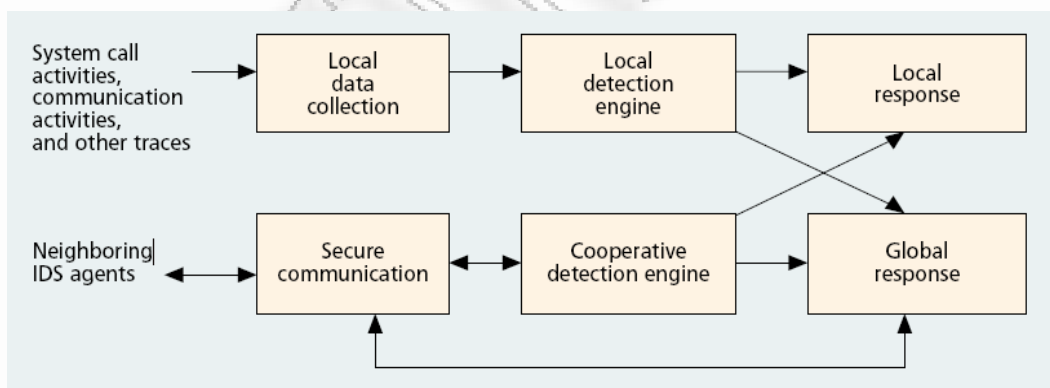 System call
activities,
communication
activities,
and other traces
Local
data
collection
Local
detection
engine
Local
response
Neighboring
IDS agents
Secure
communication
Cooperative
detection engine
Global
response